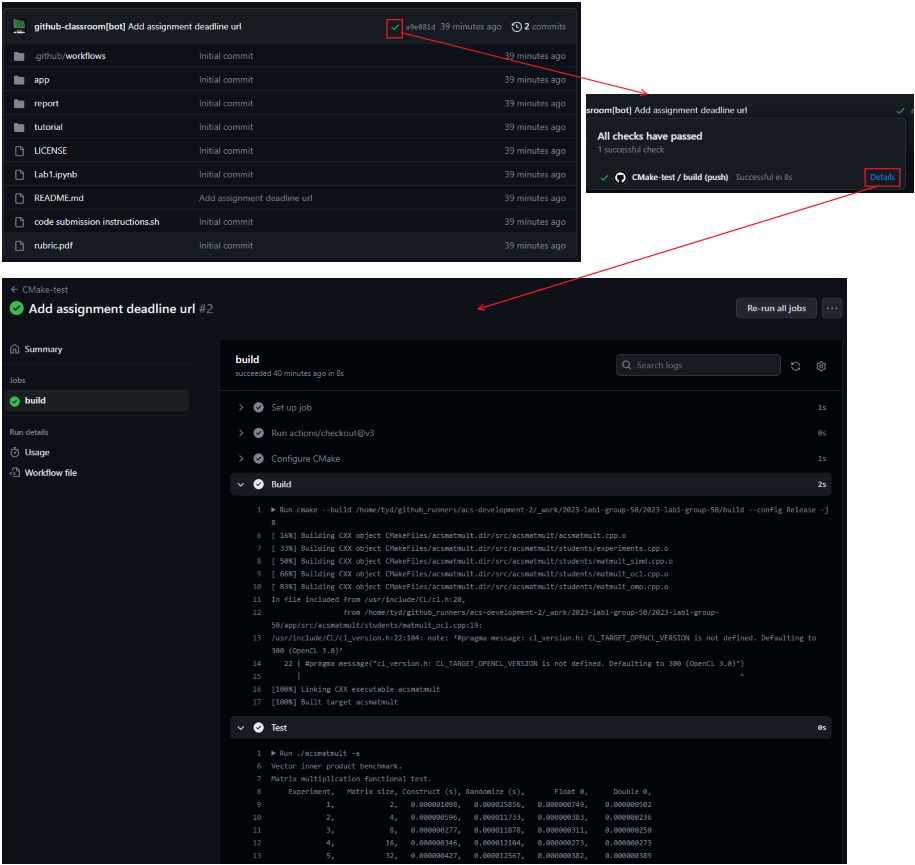 github-classroom[bot] Add assignment deadline url a9e081d 39 minutes ago 2 commits
.github/workflows Initial commit 39 minutes ago
app Initial commit 39 minutes ago
report Initial commit 39 minutes ago
tutorial Initial commit 39 minutes ago
LICENSE Initial commit 39 minutes ago
Lab1.ipynb Initial commit 39 minutes ago
README.md Add assignment deadline url 39 minutes ago
code submission instructions.sh Initial commit 39 minutes ago
rubric.pdf Initial commit 39 minutes ago
sroom[bot] Add assignment deadline url
All checks have passed
1 successful check
CMake-test / build (push) Successful in 8s Details
CMake-test
Add assignment deadline url #2
Re-run all jobs
Summary
Jobs
build
Run details
Usage
Workflow file
build
succeeded 40 minutes ago in 8s
Search logs
Set up job 1s
Run actions/checkout@v3 0s
Configure CMake 1s
Build 2s
1 Run cmake --build /home/tyd/github_runners/acs-development-2/_work/2023-lab1-group-50/2023-lab1-group-50/build --config Release -j
8
6 [ 16%] Building CXX object CMakeFiles/acsmatmult.dir/src/acsmatmult/acsmatmult.cpp.o
7 [ 33%] Building CXX object CMakeFiles/acsmatmult.dir/src/acsmatmult/students/experiments.cpp.o
8 [ 50%] Building CXX object CMakeFiles/acsmatmult.dir/src/acsmatmult/students/matmult_simd.cpp.o
9 [ 66%] Building CXX object CMakeFiles/acsmatmult.dir/src/acsmatmult/students/matmult_ocl.cpp.o
10 [ 83%] Building CXX object CMakeFiles/acsmatmult.dir/src/acsmatmult/students/matmult_omp.cpp.o
11 In file included from /usr/include/CL/cl.h:20,
12 from /home/tyd/github_runners/acs-development-2/_work/2023-lab1-group-50/2023-lab1-group-
50/app/src/acsmatmult/students/matmult_ocl.cpp:19:
13 /usr/include/CL/cl_version.h:22:104: note: ‘#pragma message: cl_version.h: CL_TARGET_OPENCL_VERSION is not defined. Defaulting to
300 (OpenCL 3.0)’
14 22 | #pragma message("cl_version.h: CL_TARGET_OPENCL_VERSION is not defined. Defaulting to 300 (OpenCL 3.0)")
15 | ^
16 [100%] Linking CXX executable acsmatmult
17 [100%] Built target acsmatmult
Test 0s
1 Run ./acsmatmult -a
6 Vector inner product benchmark.
7 Matrix multiplication functional test.
8 Experiment, Matrix size, Construct (s), Randomize (s), Float 0, Double 0,
9 1, 2, 0.000001098, 0.000025856, 0.000000749, 0.000000502
10 2, 4, 0.000000596, 0.000011733, 0.000000383, 0.000000236
11 3, 8, 0.000000277, 0.000011878, 0.000000311, 0.000000250
12 4, 16, 0.000000346, 0.000012104, 0.000000273, 0.000000273
13 5, 32, 0.000000427, 0.000012567, 0.000000382, 0.000000389